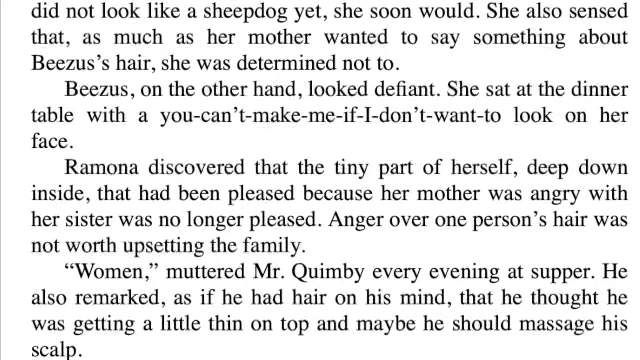 did not look like a sheepdog yet, she soon would. She also sensed
that, as much as her mother wanted to say something about
Beezus’s hair, she was determined not to.
Beezus, on the other hand, looked defiant. She sat at the dinner
table with a you-can’t-make-me-if-I-don’t-want-to look on her
face.
Ramona discovered that the tiny part of herself, deep down
inside, that had been pleased because her mother was angry with
her sister was no longer pleased. Anger over one person’s hair was
not worth upsetting the family.
“Women,” muttered Mr. Quimby every evening at supper. He
also remarked, as if he had hair on his mind, that he thought he
was getting a little thin on top and maybe he should massage his
scalp.